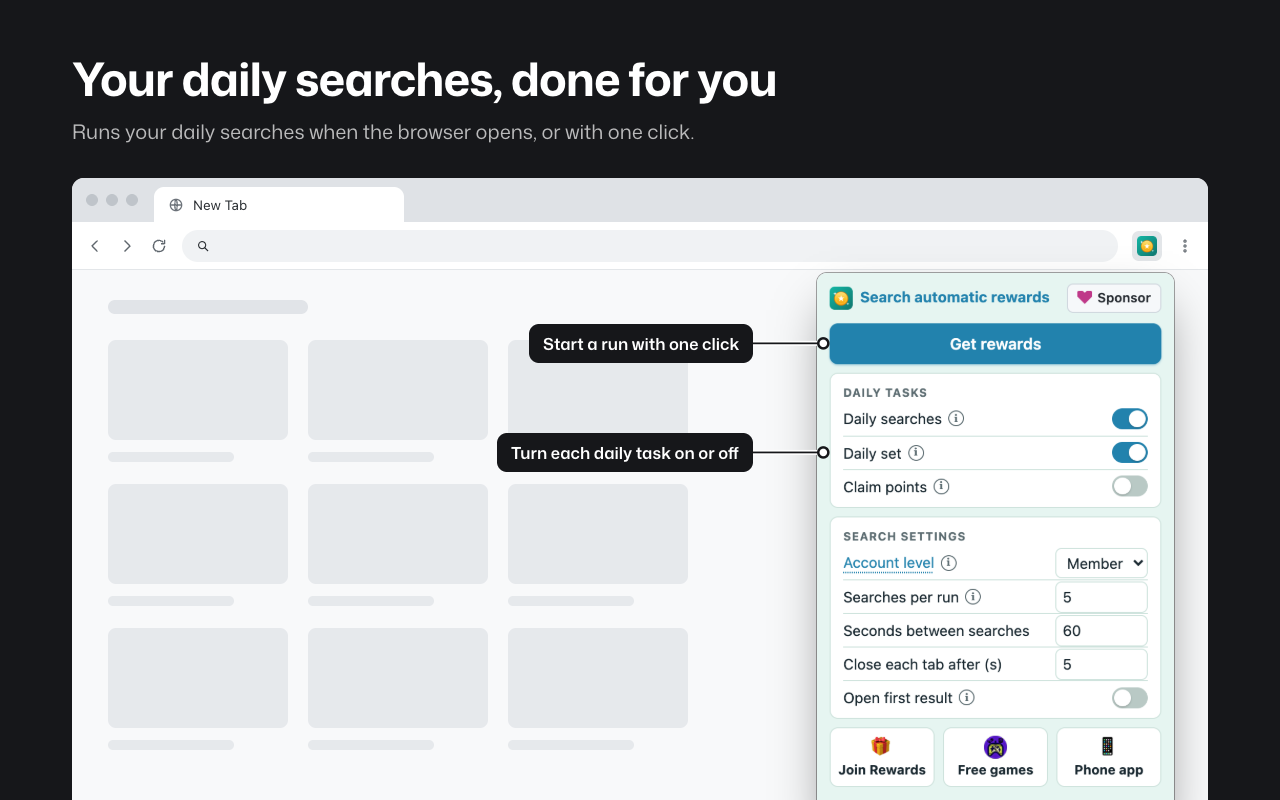 Your daily searches, done for you
Runs your daily searches when the browser opens, or with one click.
New Tab
Search automatic rewards
Sponsor
Start a run with one click
Get rewards
DAILY TASKS
Daily searches
Turn each daily task on or off
Daily set
Claim points
SEARCH SETTINGS
Account level
Member
Searches per run
5
Seconds between searches
60
Close each tab after (s)
5
Open first result
Join Rewards
Free games
Phone app